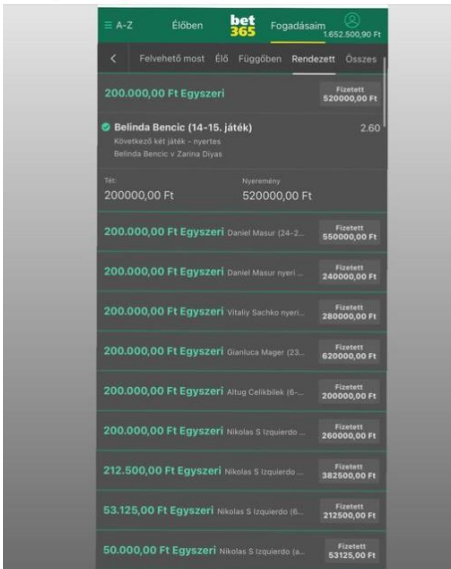 A-Z
Élőben
bet
365
Fogadásaim
1.652.500,90 Ft
Felvehető most
Élő
Függőben
Rendezett
Összes
200.000,00 Ft Egyszeri
Fizetett
520000,00 Ft
Belinda Bencic (14-15. játék)
2.60
Következő két játék - nyertes
Belinda Bencic v Zarina Diyas
Tét:
Nyeremény
200000,00 Ft
520000,00 Ft
200.000,00 Ft Egyszeri Daniel Masur (24-2...
Fizetett
550000,00 Ft
200.000,00 Ft Egyszeri Daniel Masur nyeri ...
Fizetett
240000,00 Ft
200.000,00 Ft Egyszeri Vitaliy Sachko nyeri...
Fizetett
280000,00 Ft
200.000,00 Ft Egyszeri Gianluca Mager (23...
Fizetett
620000,00 Ft
200.000,00 Ft Egyszeri Altug Celikbilek (6-...
Fizetett
200000,00 Ft
200.000,00 Ft Egyszeri Nikolas S Izquierdo ...
Fizetett
260000,00 Ft
212.500,00 Ft Egyszeri Nikolas S Izquierdo ...
Fizetett
382500,00 Ft
53.125,00 Ft Egyszeri Nikolas S Izquierdo (6...
Fizetett
212500,00 Ft
50.000,00 Ft Egyszeri Nikolas S Izquierdo (a...
Fizetett
53125,00 Ft